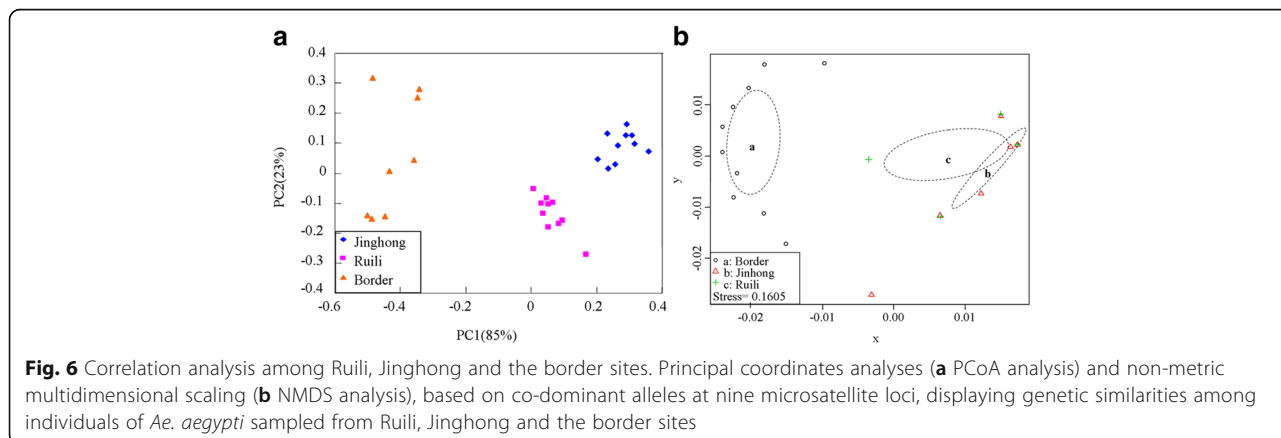 a
b
0.4
0.3
0.2
0.1
0
-0.1
-0.2
-0.3
-0.4
PC2(23%)
Jinghong
Ruili
Border
-0.6
-0.4
-0.2
0
0.2
0.4
PC1(85%)
0.01
0.00
-0.01
-0.02
y
a
c
b
a: Border
b: Jinhong
c: Ruili
Stress= 0.1605
-0.02
-0.01
0.00
0.01
x
Fig. 6 Correlation analysis among Ruili, Jinghong and the border sites. Principal coordinates analyses (a PCoA analysis) and non-metric
multidimensional scaling (b NMDS analysis), based on co-dominant alleles at nine microsatellite loci, displaying genetic similarities among
individuals of Ae. aegypti sampled from Ruili, Jinghong and the border sites